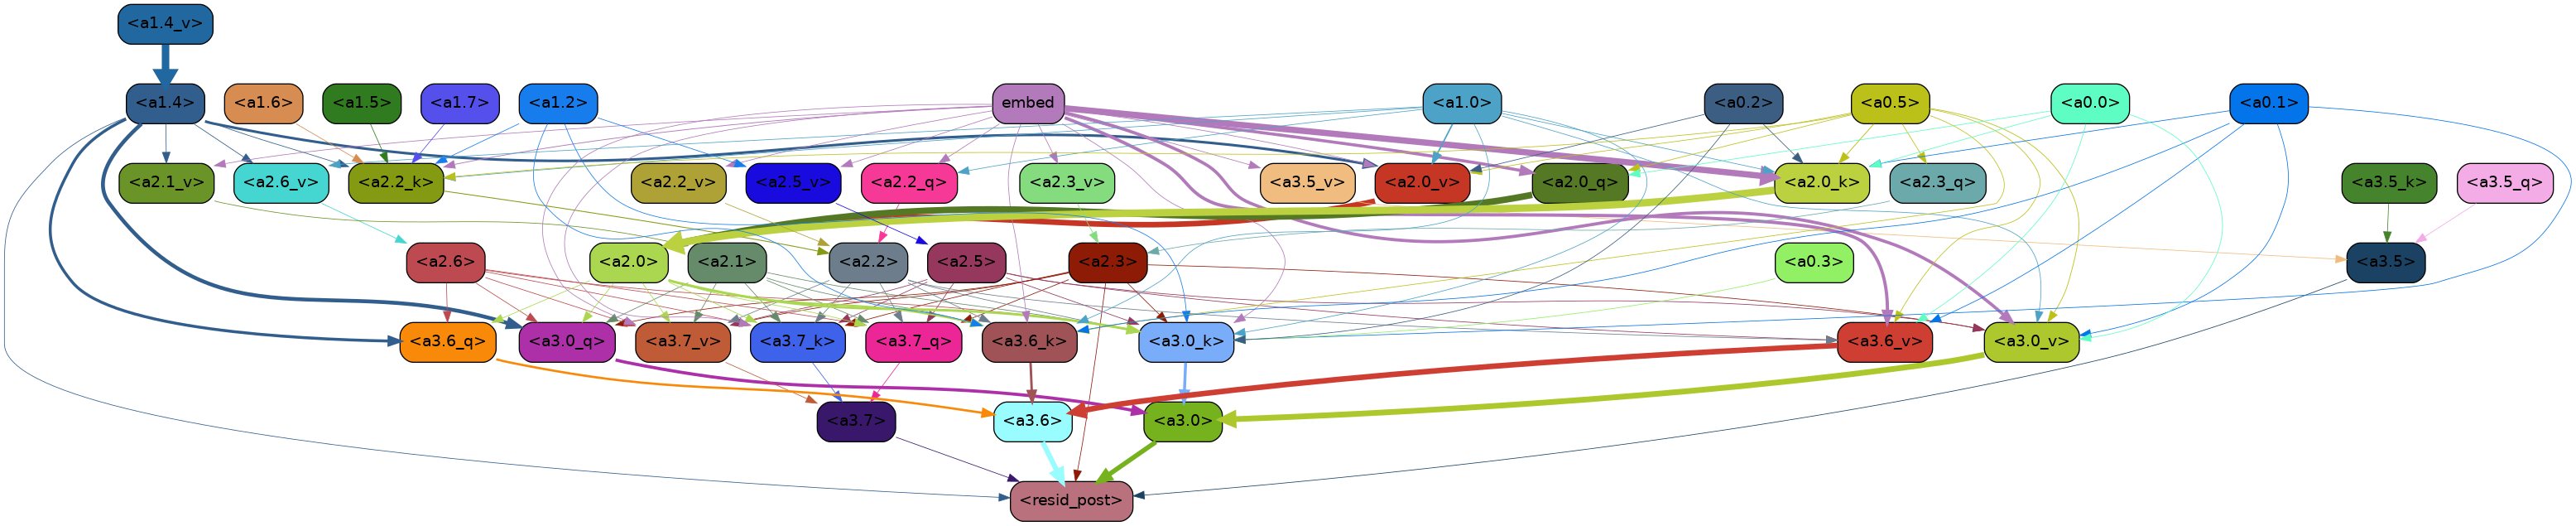 <a1.4_v>
<a1.4> <a1.6> <a1.5> <a1.7> <a1.2> embed <a1.0> <a0.2> <a0.5> <a0.0> <a0.1>
<a2.1_v> <a2.6_v> <a2.2_k> <a2.2_v> <a2.5_v> <a2.2_q> <a2.3_v> <a3.5_v> <a2.0_v> <a2.0_q> <a2.0_k> <a2.3_q> <a3.5_k> <a3.5_q>
<a2.6> <a2.0> <a2.1> <a2.2> <a2.5> <a2.3> <a0.3> <a3.5>
<a3.6_q> <a3.0_q> <a3.7_v> <a3.7_k> <a3.7_q> <a3.6_k> <a3.0_k> <a3.6_v> <a3.0_v>
<a3.7> <a3.6> <a3.0>
<resid_post>